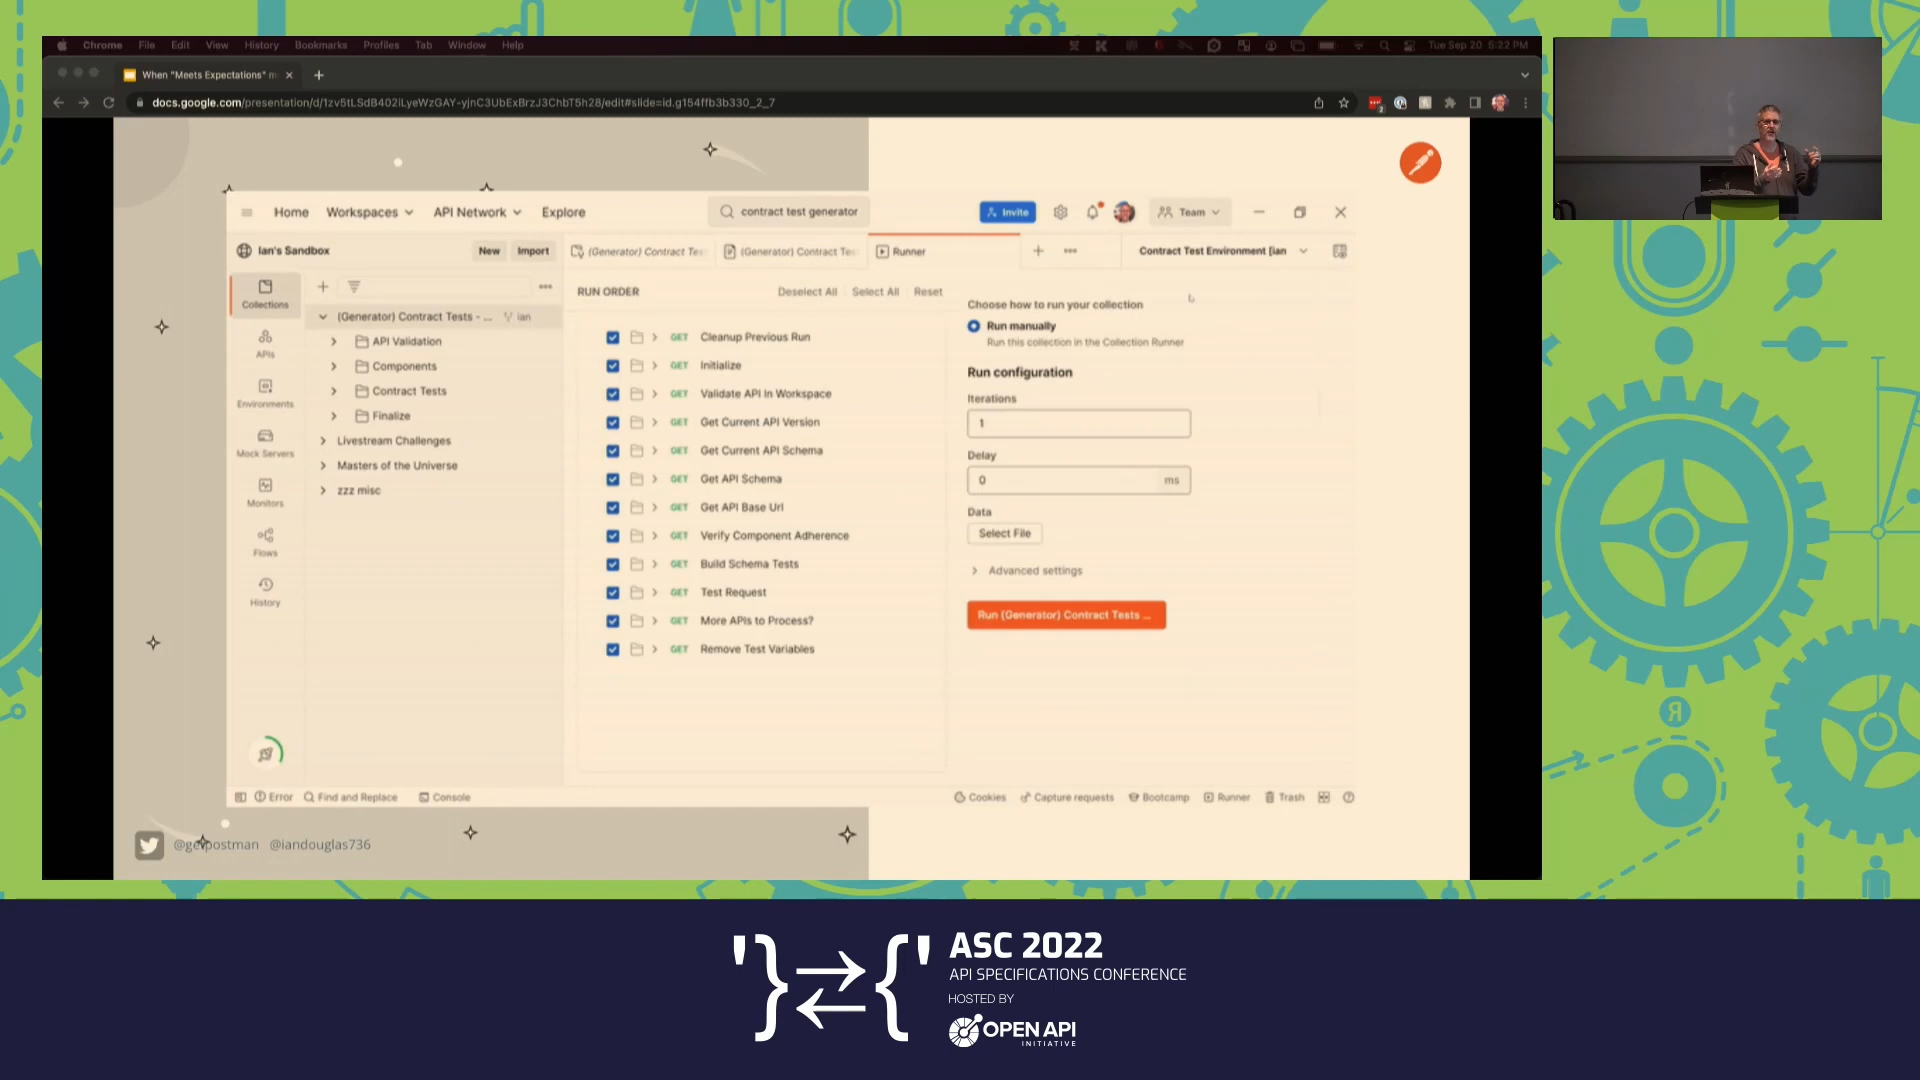 Chrome File Edit View History Bookmarks Profiles Tab Window Help
Tue Sep 20 5:22 PM
When "Meets Expectations" m
docs.google.com/presentation/d/1zv5tLSdB402iLyeWzGAY-yjnC3UbExBrzJ3ChbT5h28/edit#slide=id.g154ffb3b330_2_7
Home Workspaces API Network Explore
contract test generator
Invite
Team
Ian's Sandbox
New Import
(Generator) Contract Tes
(Generator) Contract Tes
Runner
Contract Test Environment [ian
Collections
APIs
Environments
Mock Servers
Monitors
Flows
History
(Generator) Contract Tests - ... ian
API Validation
Components
Contract Tests
Finalize
Livestream Challenges
Masters of the Universe
zzz misc
RUN ORDER
Deselect All Select All Reset
GET Cleanup Previous Run
GET Initialize
GET Validate API In Workspace
GET Get Current API Version
GET Get Current API Schema
GET Get API Schema
GET Get API Base Url
GET Verify Component Adherence
GET Build Schema Tests
GET Test Request
GET More APIs to Process?
GET Remove Test Variables
Choose how to run your collection
Run manually
Run this collection in the Collection Runner
Run configuration
Iterations
1
Delay
0 ms
Data
Select File
Advanced settings
Run (Generator) Contract Tests ...
Error Find and Replace Console
Cookies Capture requests Bootcamp Runner Trash
@getpostman @iandouglas736
'}⇄{'
ASC 2022
API SPECIFICATIONS CONFERENCE
HOSTED BY
OPENAPI
INITIATIVE